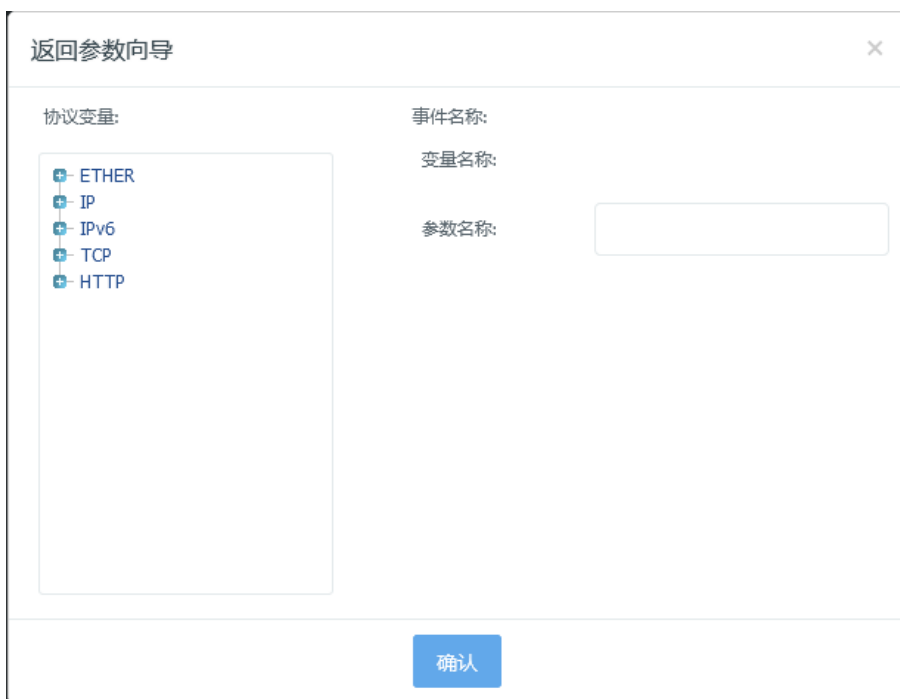 返回参数向导
协议变量:
ETHER
IP
IPv6
TCP
HTTP
事件名称:
变量名称:
参数名称:
确认